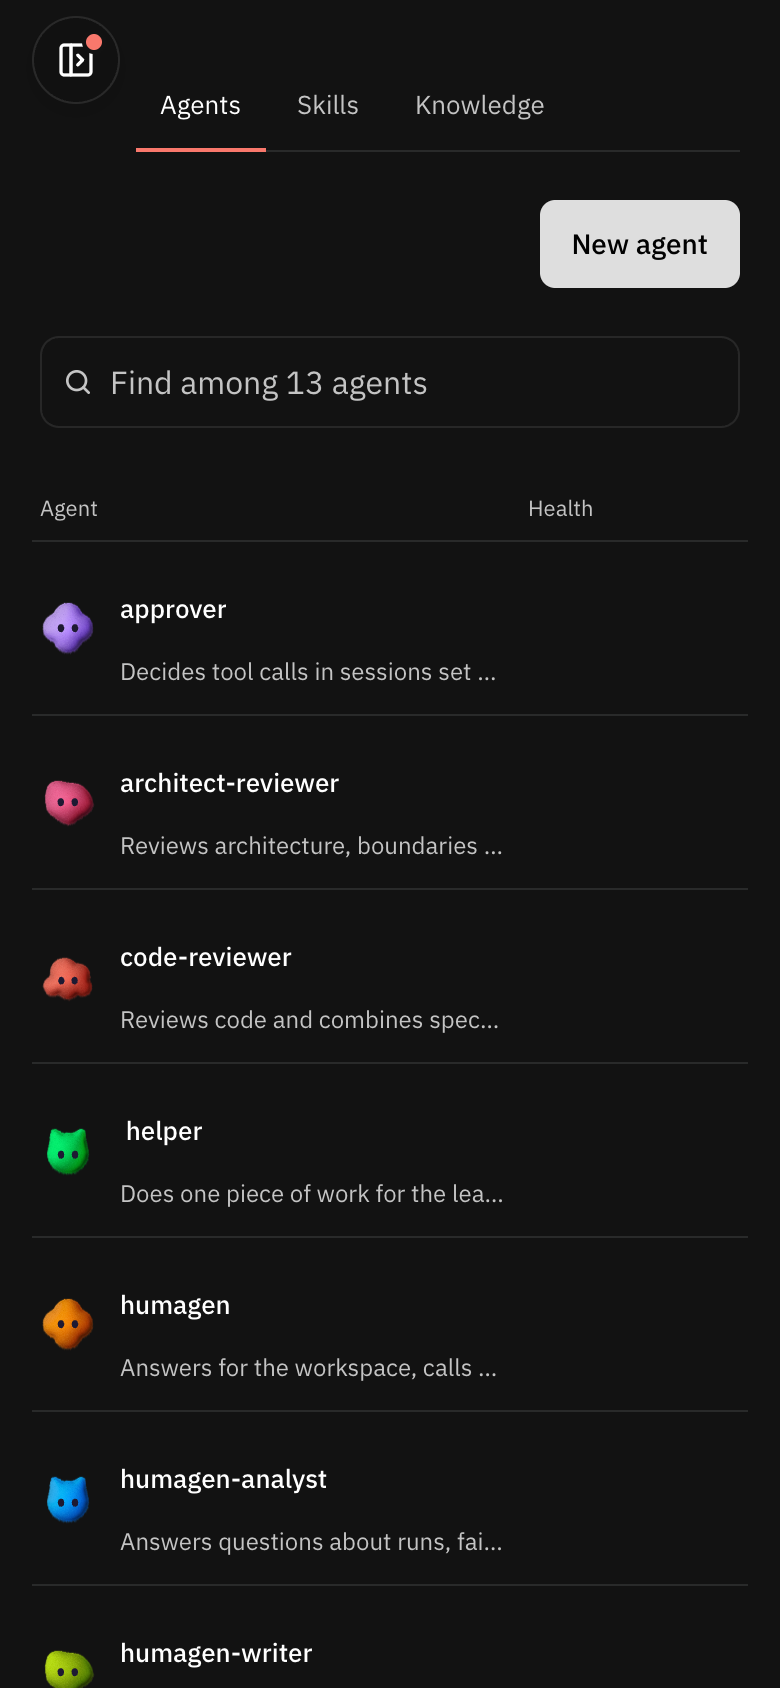 Agents Skills Knowledge
New agent
Find among 13 agents
Agent Health
approver
Decides tool calls in sessions set ...
architect-reviewer
Reviews architecture, boundaries ...
code-reviewer
Reviews code and combines spec...
helper
Does one piece of work for the lea...
humagen
Answers for the workspace, calls ...
humagen-analyst
Answers questions about runs, fai...
humagen-writer